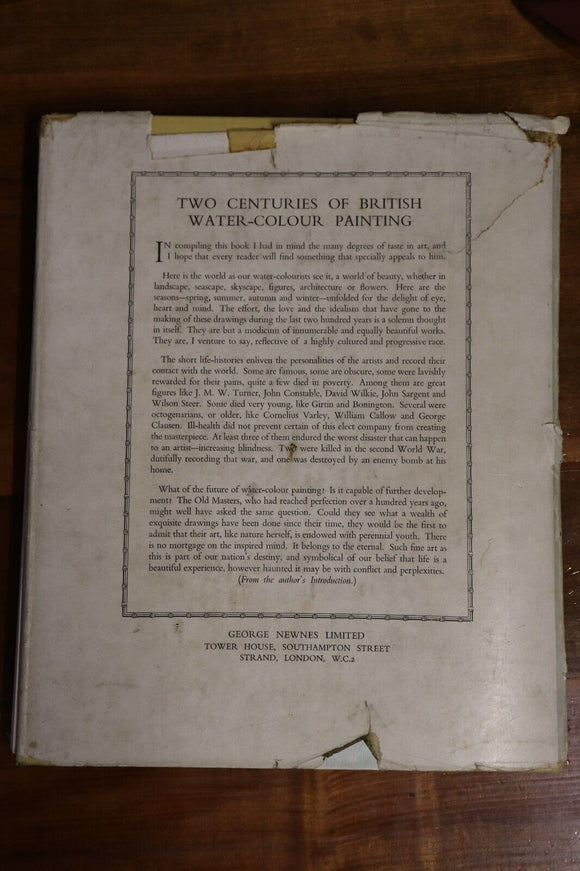 TWO CENTURIES OF BRITISH
WATER-COLOUR PAINTING
IN compiling this book I had in mind the many degrees of taste in art, and
I hope that every reader will find something that specially appeals to him.
Here is the world as our water-colourists see it, a world of beauty, whether in
landscape, seascape, skyscape, figures, architecture or flowers. Here are the
seasons—spring, summer, autumn and winter—unfolded for the delight of eye,
heart and mind. The effort, the love and the idealism that have gone to the
making of these drawings during the last two hundred years is a solemn thought
in itself. They are but a modicum of innumerable and equally beautiful works.
They are, I venture to say, reflective of a highly cultured and progressive race.
The short life-histories enliven the personalities of the artists and record their
contact with the world. Some are famous, some are obscure, some were lavishly
rewarded for their pains, quite a few died in poverty. Among them are great
figures like J. M. W. Turner, John Constable, David Wilkie, John Sargent and
Wilson Steer. Some died very young, like Girtin and Bonington. Several were
octogenarians, or older, like Cornelius Varley, William Callow and George
Clausen. Ill-health did not prevent certain of this elect company from creating
the masterpiece. At least three of them endured the worst disaster that can happen
to an artist—increasing blindness. Two were killed in the second World War,
dutifully recording that war, and one was destroyed by an enemy bomb at his
home.
What of the future of water-colour painting? Is it capable of further develop-
ment? The Old Masters, who had reached perfection over a hundred years ago,
might well have asked the same question. Could they see what a wealth of
exquisite drawings have been done since their time, they would be the first to
admit that their art, like nature herself, is endowed with perennial youth. There
is no mortgage on the inspired mind. It belongs to the eternal. Such fine art as
this is part of our nation's destiny, and symbolical of our belief that life is a
beautiful experience, however haunted it may be with conflict and perplexities.
(From the author's Introduction.)
GEORGE NEWNES LIMITED
TOWER HOUSE, SOUTHAMPTON STREET
STRAND, LONDON, W.C.2